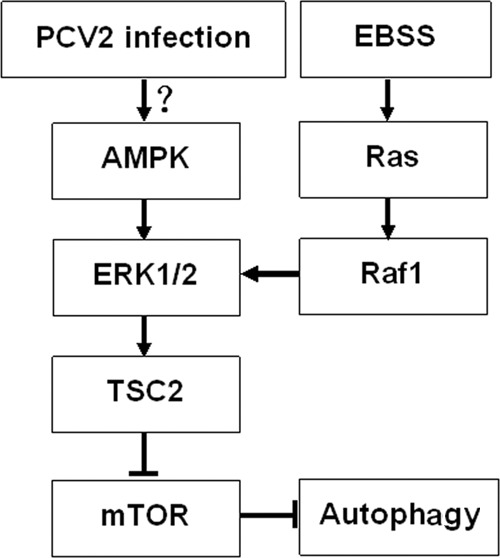 PCV2 infection
EBSS
?
AMPK
Ras
ERK1/2
Raf1
TSC2
mTOR
Autophagy